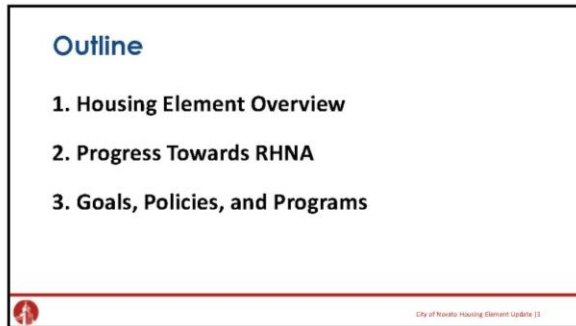 Outline
1. Housing Element Overview
2. Progress Towards RHNA
3. Goals, Policies, and Programs
City of Novato Housing Element Update |1